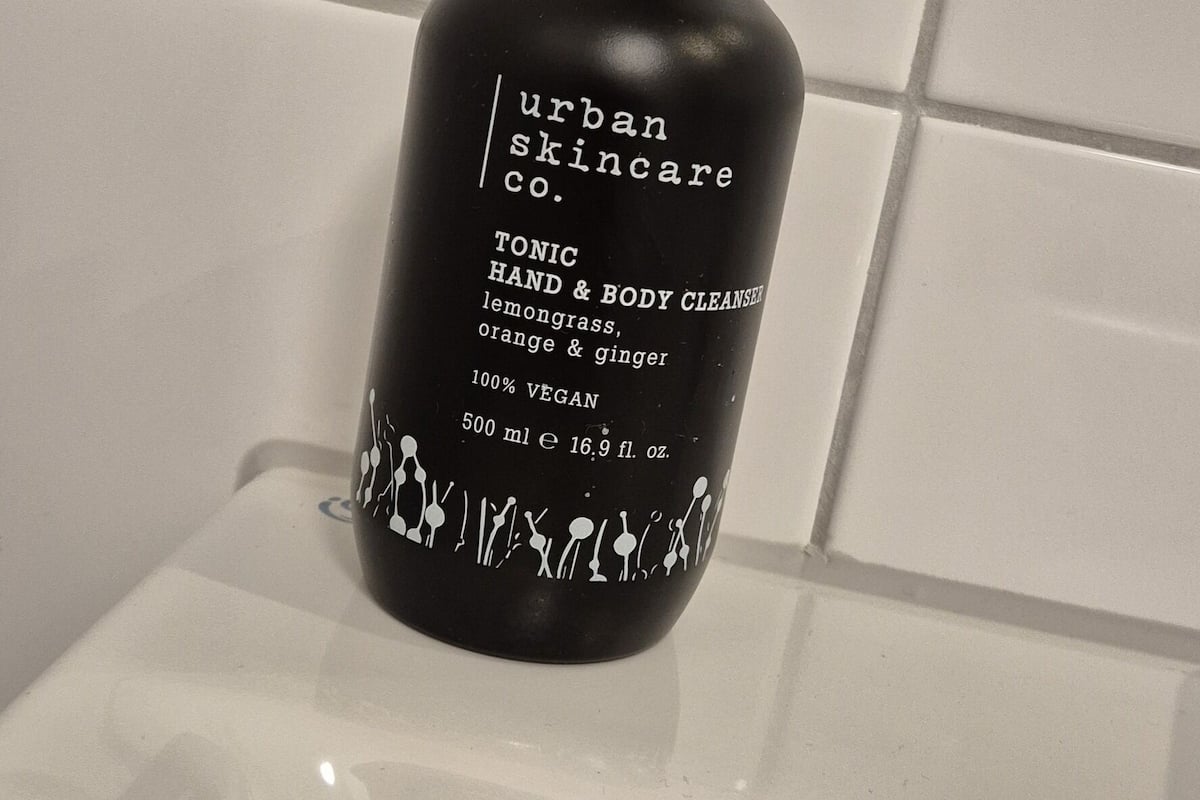 urban
skincare
co.
TONIC
HAND & BODY CLEANSER
lemongrass,
orange & ginger
100% VEGAN
500 ml ℮ 16.9 fl. oz.